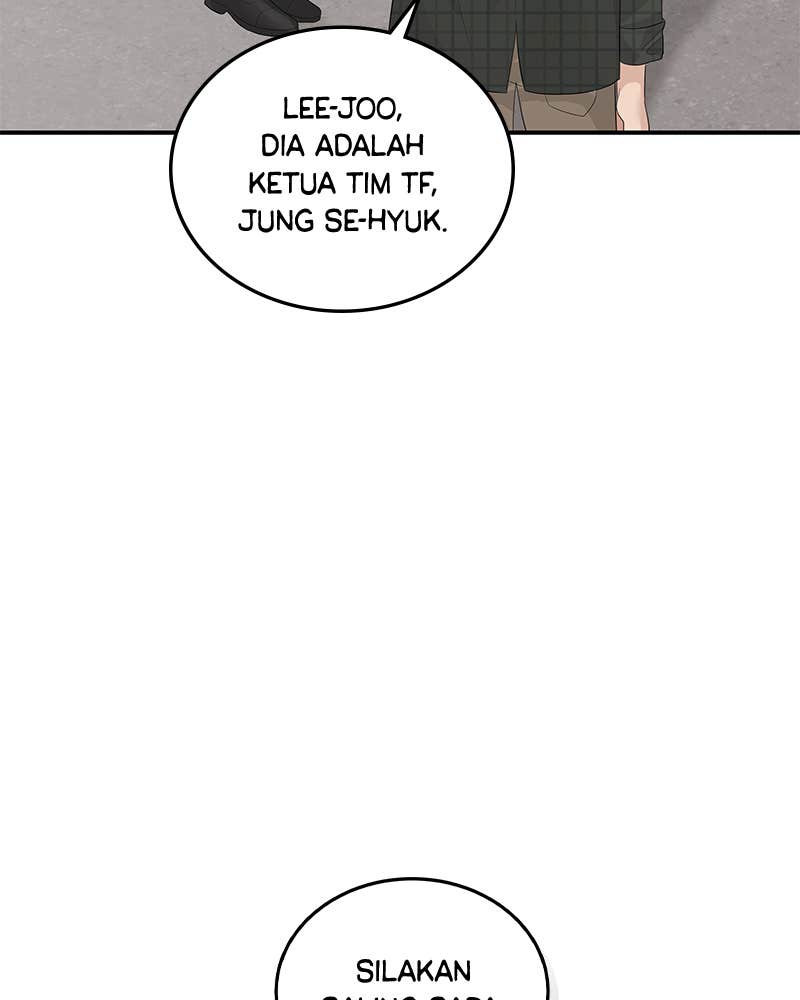 LEE-JOO,
DIA ADALAH
KETUA TIM TF,
JUNG SE-HYUK.
SILAKAN